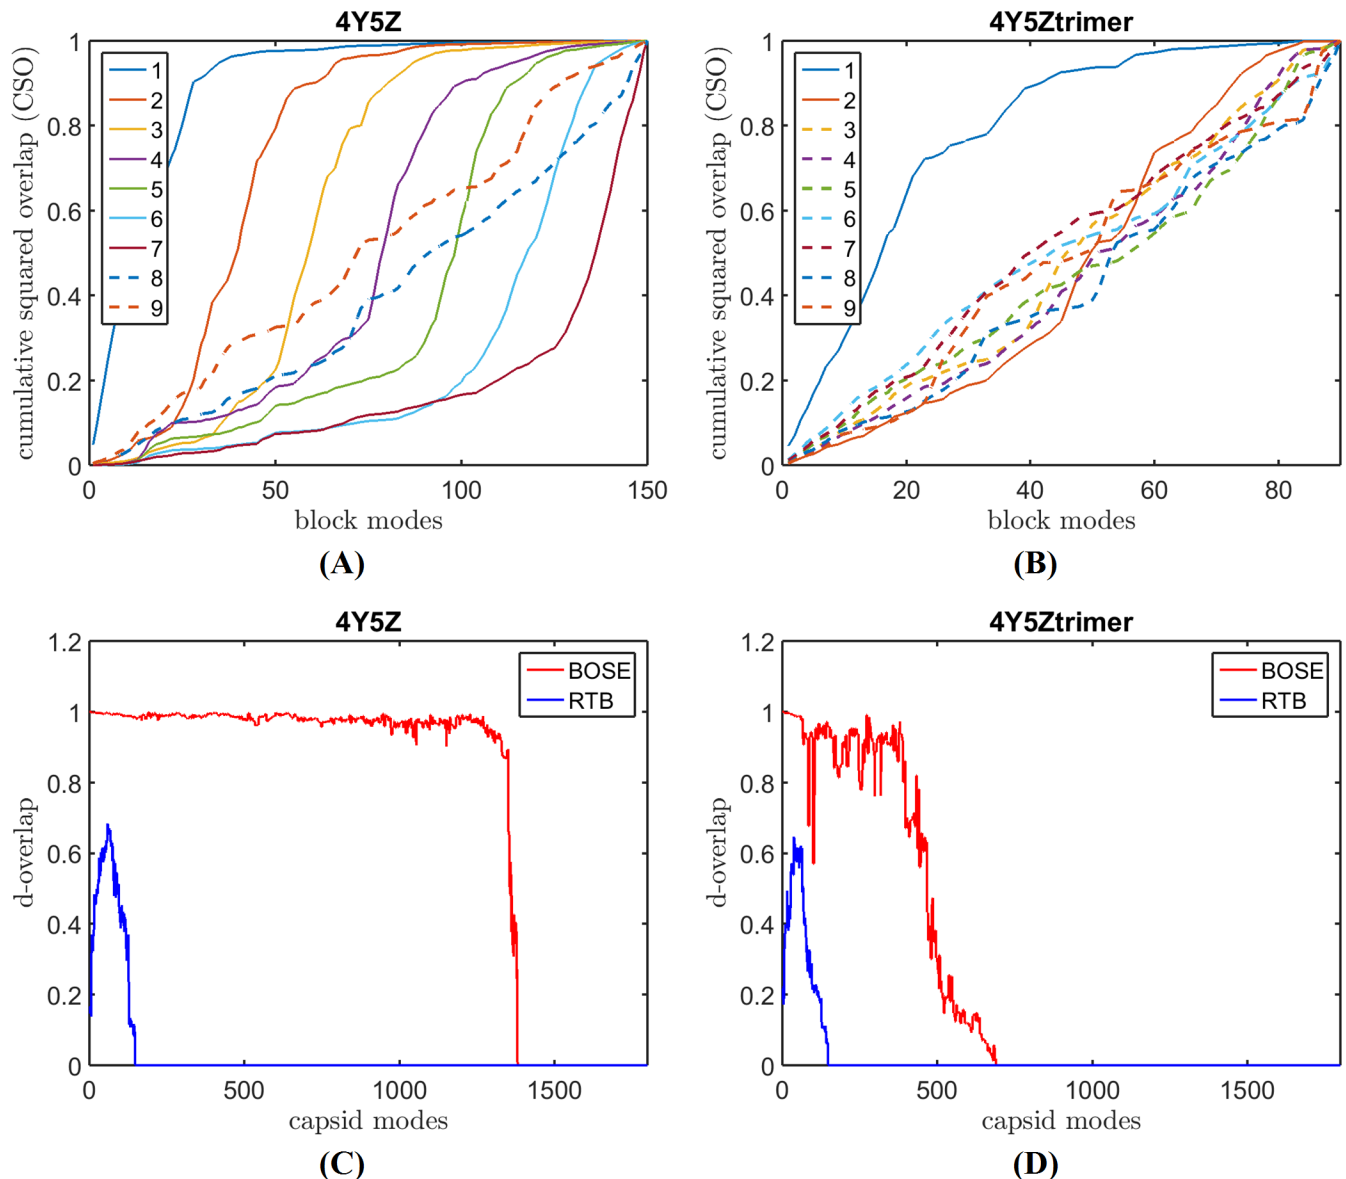 4Y5Z
cumulative squared overlap (CSO)
1
0.8
0.6
0.4
0.2
0
1
2
3
4
5
6
7
8
9
0 50 100 150
block modes
(A)
4Y5Ztrimer
cumulative squared overlap (CSO)
1
0.8
0.6
0.4
0.2
0
1
2
3
4
5
6
7
8
9
0 20 40 60 80
block modes
(B)
4Y5Z
d-overlap
1.2
1
0.8
0.6
0.4
0.2
0
BOSE
RTB
0 500 1000 1500
capsid modes
(C)
4Y5Ztrimer
d-overlap
1.2
1
0.8
0.6
0.4
0.2
0
BOSE
RTB
0 500 1000 1500
capsid modes
(D)